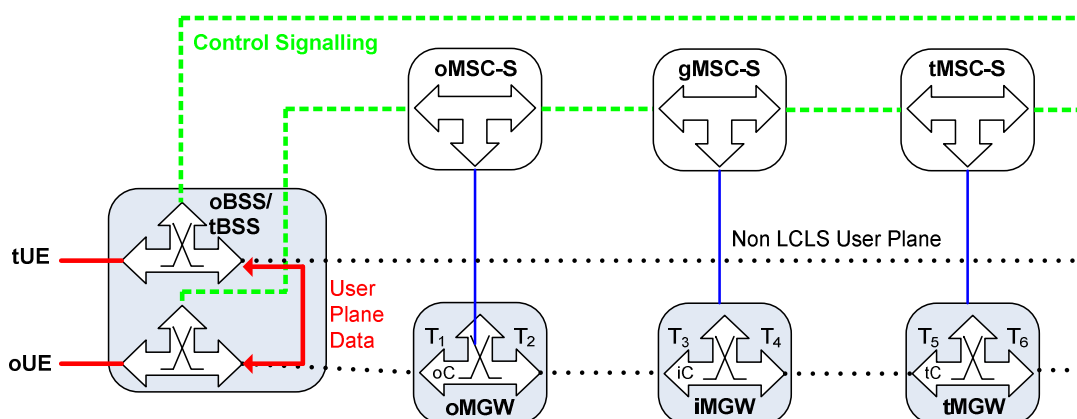 Control Signalling
oMSC-S
gMSC-S
tMSC-S
oBSS/
tBSS
Non LCLS User Plane
tUE
User
Plane
Data
T1
T2
T3
T4
T5
T6
oUE
oC
iC
tC
oMGW
iMGW
tMGW